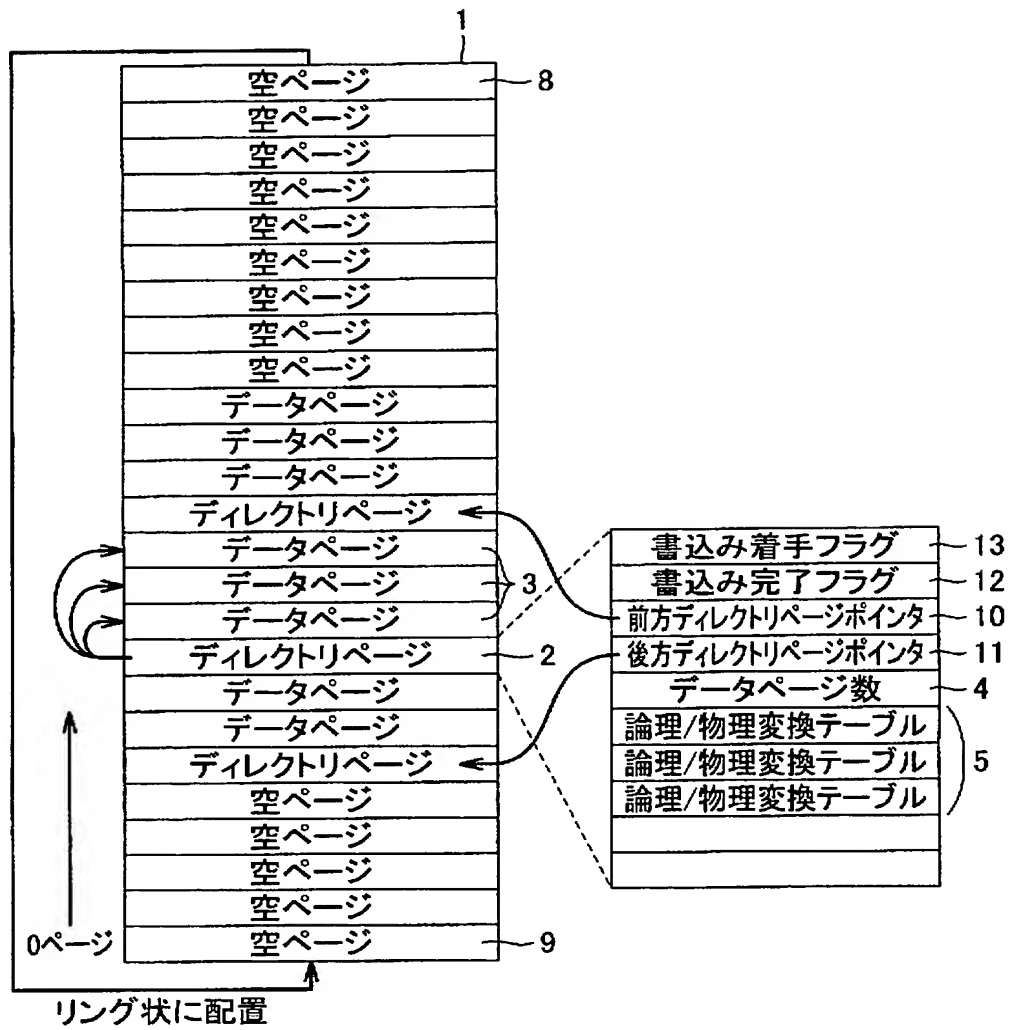 1
空ページ 8
空ページ
空ページ
空ページ
空ページ
空ページ
空ページ
空ページ
空ページ
データページ
データページ
データページ
ディレクトリページ
データページ
データページ 3
データページ
ディレクトリページ 2
データページ
データページ
ディレクトリページ
空ページ
空ページ
空ページ
空ページ
空ページ 9
0ページ
リング状に配置
書込み着手フラグ 13
書込み完了フラグ 12
前方ディレクトリページポインタ 10
後方ディレクトリページポインタ 11
データページ数 4
論理/物理変換テーブル
論理/物理変換テーブル 5
論理/物理変換テーブル